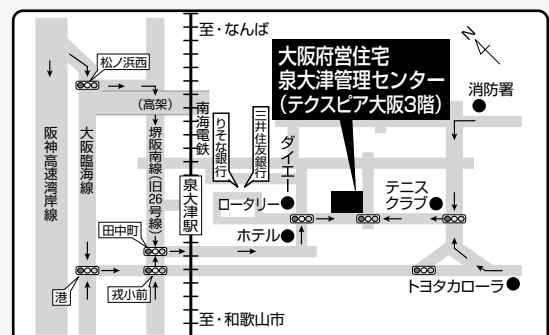 至・なんば
N
大阪府営住宅
泉大津管理センター
(テクスピア大阪3階)
松ノ浜西
消防署
(高架)
南海電鉄
りそな銀行
三井住友銀行
ダイエー
阪神高速湾岸線
大阪臨海線
堺阪南線(旧26号線)
泉大津駅
ロータリー
テニス
クラブ
田中町
ホテル
港
戎小前
トヨタカローラ
至・和歌山市